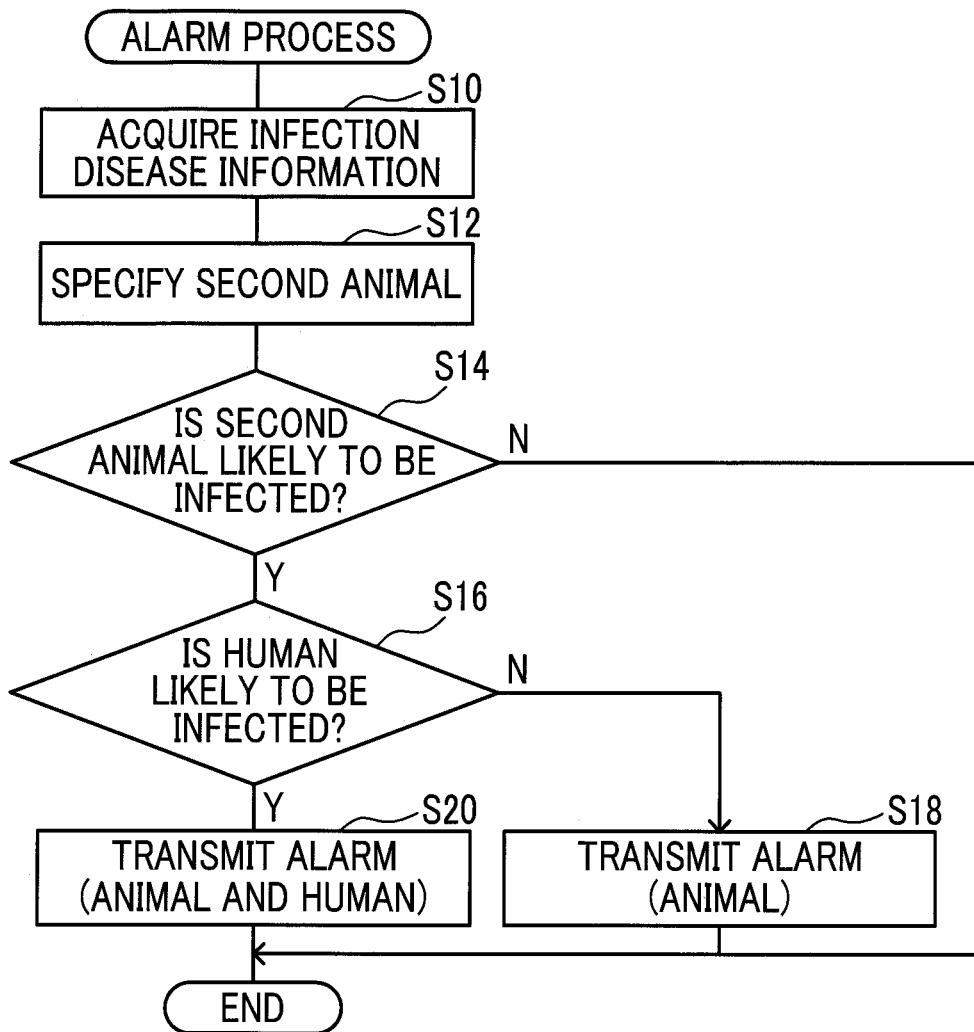 ALARM PROCESS
S10
ACQUIRE INFECTION
DISEASE INFORMATION
S12
SPECIFY SECOND ANIMAL
S14
IS SECOND
ANIMAL LIKELY TO BE
INFECTED?
N
Y
S16
IS HUMAN
LIKELY TO BE
INFECTED?
N
Y
S20
TRANSMIT ALARM
(ANIMAL AND HUMAN)
S18
TRANSMIT ALARM
(ANIMAL)
END